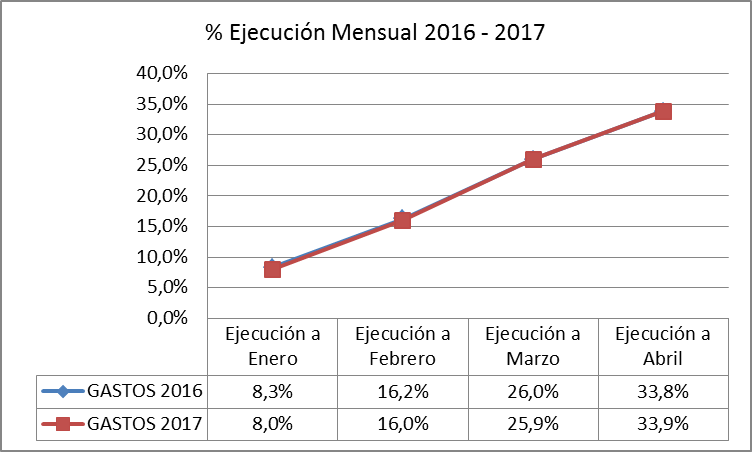 % Ejecución Mensual 2016 - 2017
40,0%
35,0%
30,0%
25,0%
20,0%
15,0%
10,0%
5,0%
0,0%
Ejecución a Enero Ejecución a Febrero Ejecución a Marzo Ejecución a Abril
GASTOS 2016 8,3% 16,2% 26,0% 33,8%
GASTOS 2017 8,0% 16,0% 25,9% 33,9%